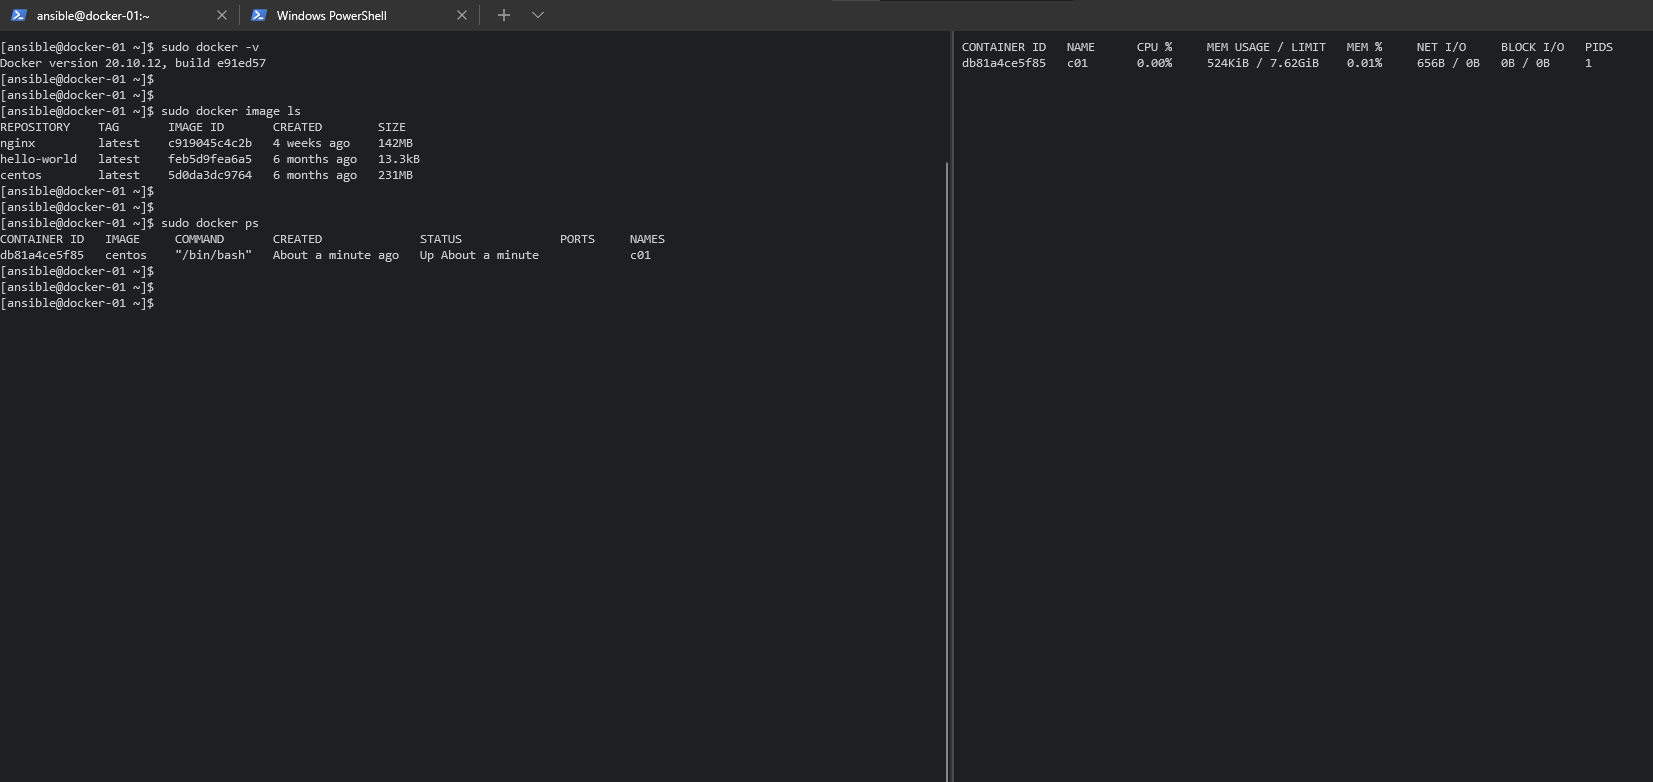 ansible@docker-01:~
Windows PowerShell
[ansible@docker-01 ~]$ sudo docker -v
Docker version 20.10.12, build e91ed57
[ansible@docker-01 ~]$
[ansible@docker-01 ~]$
[ansible@docker-01 ~]$ sudo docker image ls
REPOSITORY    TAG       IMAGE ID       CREATED        SIZE
nginx         latest    c919045c4c2b   4 weeks ago    142MB
hello-world   latest    feb5d9fea6a5   6 months ago   13.3kB
centos        latest    5d0da3dc9764   6 months ago   231MB
[ansible@docker-01 ~]$
[ansible@docker-01 ~]$
[ansible@docker-01 ~]$ sudo docker ps
CONTAINER ID   IMAGE     COMMAND       CREATED              STATUS              PORTS     NAMES
db81a4ce5f85   centos    "/bin/bash"   About a minute ago   Up About a minute             c01
[ansible@docker-01 ~]$
[ansible@docker-01 ~]$
[ansible@docker-01 ~]$
CONTAINER ID   NAME      CPU %     MEM USAGE / LIMIT   MEM %     NET I/O     BLOCK I/O   PIDS
db81a4ce5f85   c01       0.00%     524KiB / 7.62GiB    0.01%     656B / 0B   0B / 0B     1